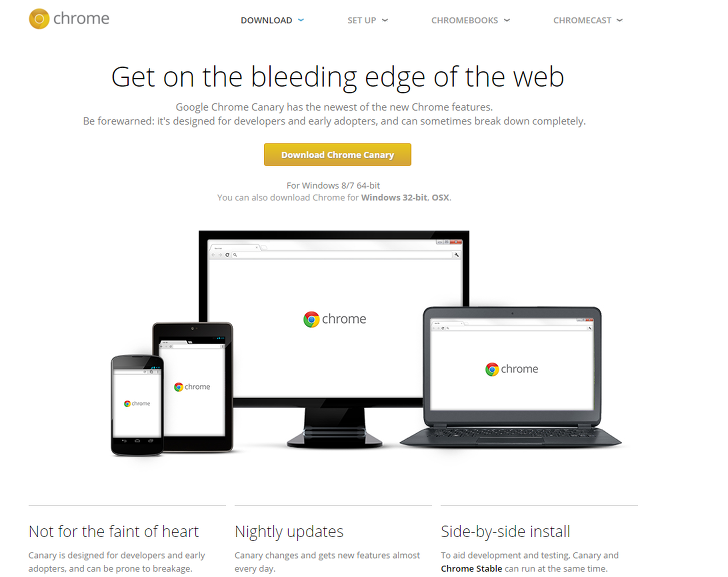 chrome
DOWNLOAD SET UP CHROMEBOOKS CHROMECAST
Get on the bleeding edge of the web
Google Chrome Canary has the newest of the new Chrome features.
Be forewarned: it's designed for developers and early adopters, and can sometimes break down completely.
Download Chrome Canary
For Windows 8/7 64-bit
You can also download Chrome for Windows 32-bit, OSX.
chrome
chrome
chrome
chrome
Not for the faint of heart
Canary is designed for developers and early
adopters, and can be prone to breakage.
Nightly updates
Canary changes and gets new features almost
every day.
Side-by-side install
To aid development and testing, Canary and
Chrome Stable can run at the same time.